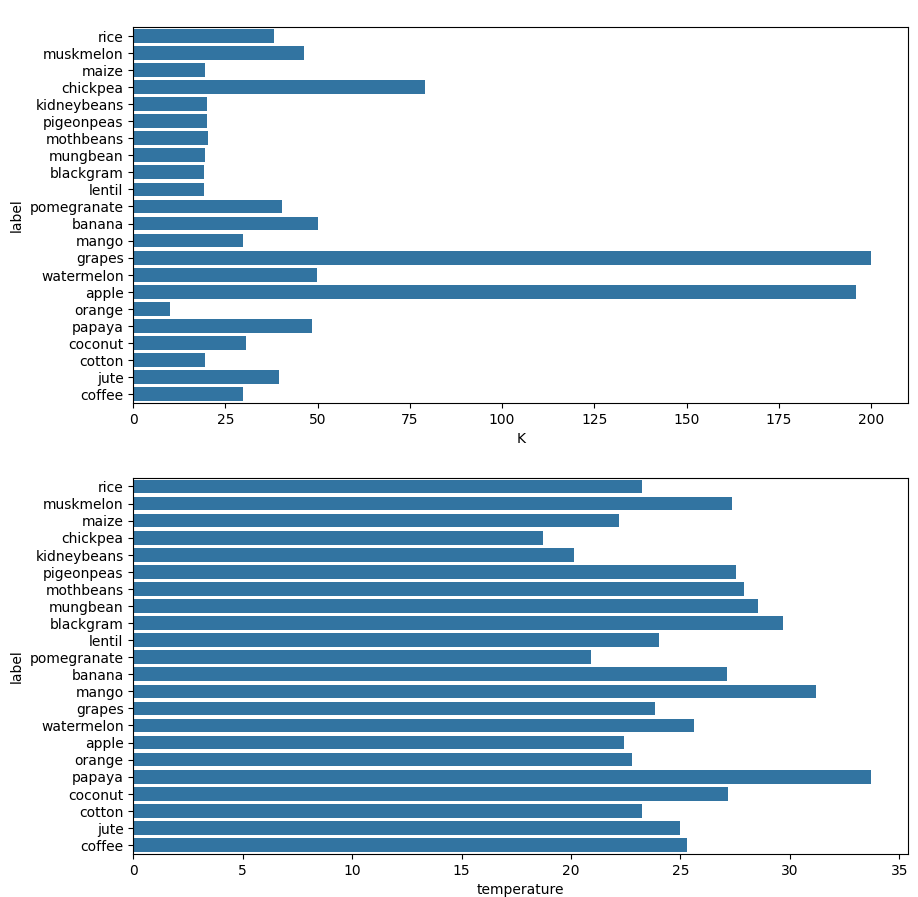 label
rice
muskmelon
maize
chickpea
kidneybeans
pigeonpeas
mothbeans
mungbean
blackgram
lentil
pomegranate
banana
mango
grapes
watermelon
apple
orange
papaya
coconut
cotton
jute
coffee
0 25 50 75 100 125 150 175 200
K
label
rice
muskmelon
maize
chickpea
kidneybeans
pigeonpeas
mothbeans
mungbean
blackgram
lentil
pomegranate
banana
mango
grapes
watermelon
apple
orange
papaya
coconut
cotton
jute
coffee
0 5 10 15 20 25 30 35
temperature